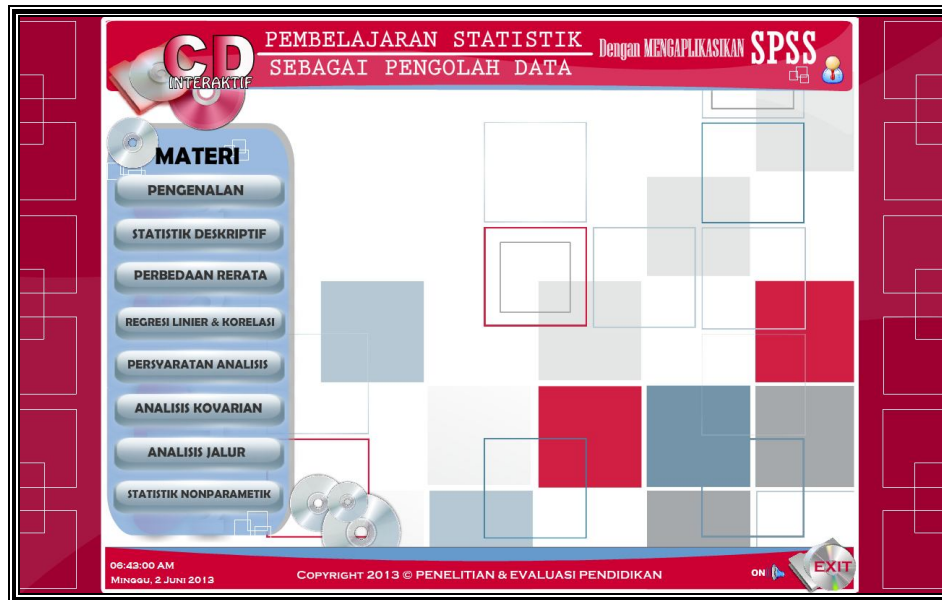 CD
INTERAKTIF
PEMBELAJARAN STATISTIK
SEBAGAI PENGOLAH DATA
Dengan MENGAPLIKASIKAN SPSS
MATERI
PENGENALAN
STATISTIK DESKRIPTIF
PERBEDAAN RERATA
REGRESI LINIER & KORELASI
PERSYARATAN ANALISIS
ANALISIS KOVARIAN
ANALISIS JALUR
STATISTIK NONPARAMETIK
06:43:00 AM
MINGGU, 2 JUNI 2013
COPYRIGHT 2013 © PENELITIAN & EVALUASI PENDIDIKAN
ON
EXIT